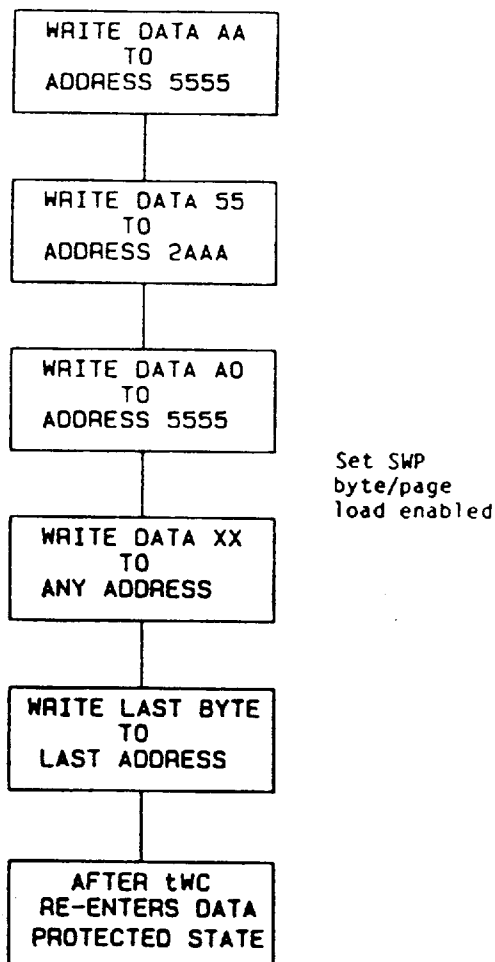 WRITE DATA AA
TO
ADDRESS 5555
WRITE DATA 55
TO
ADDRESS 2AAA
WRITE DATA A0
TO
ADDRESS 5555
Set SWP
byte/page
load enabled
WRITE DATA XX
TO
ANY ADDRESS
WRITE LAST BYTE
TO
LAST ADDRESS
AFTER tWC
RE-ENTERS DATA
PROTECTED STATE